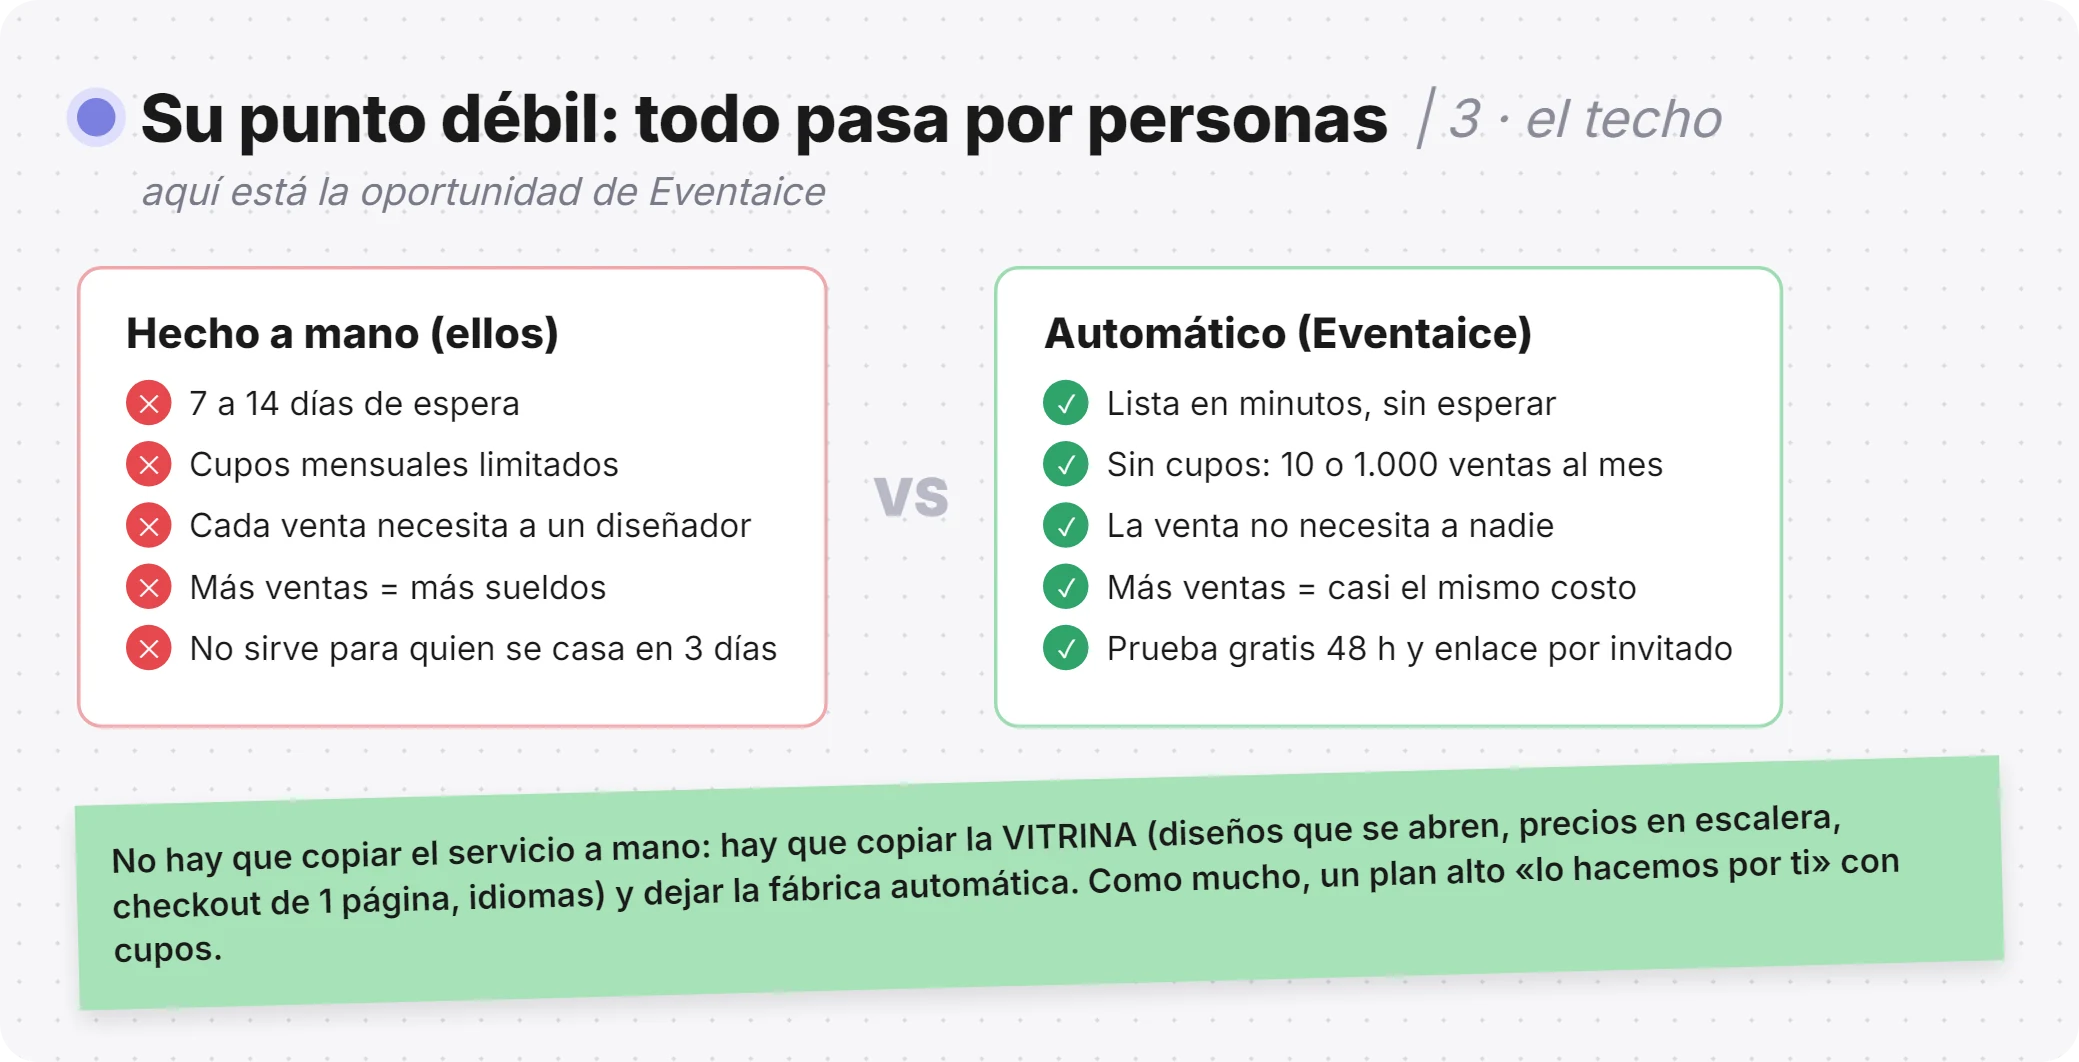 Su punto débil: todo pasa por personas | 3 · el techo
aquí está la oportunidad de Eventaice
Hecho a mano (ellos)
7 a 14 días de espera
Cupos mensuales limitados
Cada venta necesita a un diseñador
Más ventas = más sueldos
No sirve para quien se casa en 3 días
vs
Automático (Eventaice)
Lista en minutos, sin esperar
Sin cupos: 10 o 1.000 ventas al mes
La venta no necesita a nadie
Más ventas = casi el mismo costo
Prueba gratis 48 h y enlace por invitado
No hay que copiar el servicio a mano: hay que copiar la VITRINA (diseños que se abren, precios en escalera,
checkout de 1 página, idiomas) y dejar la fábrica automática. Como mucho, un plan alto «lo hacemos por ti» con
cupos.